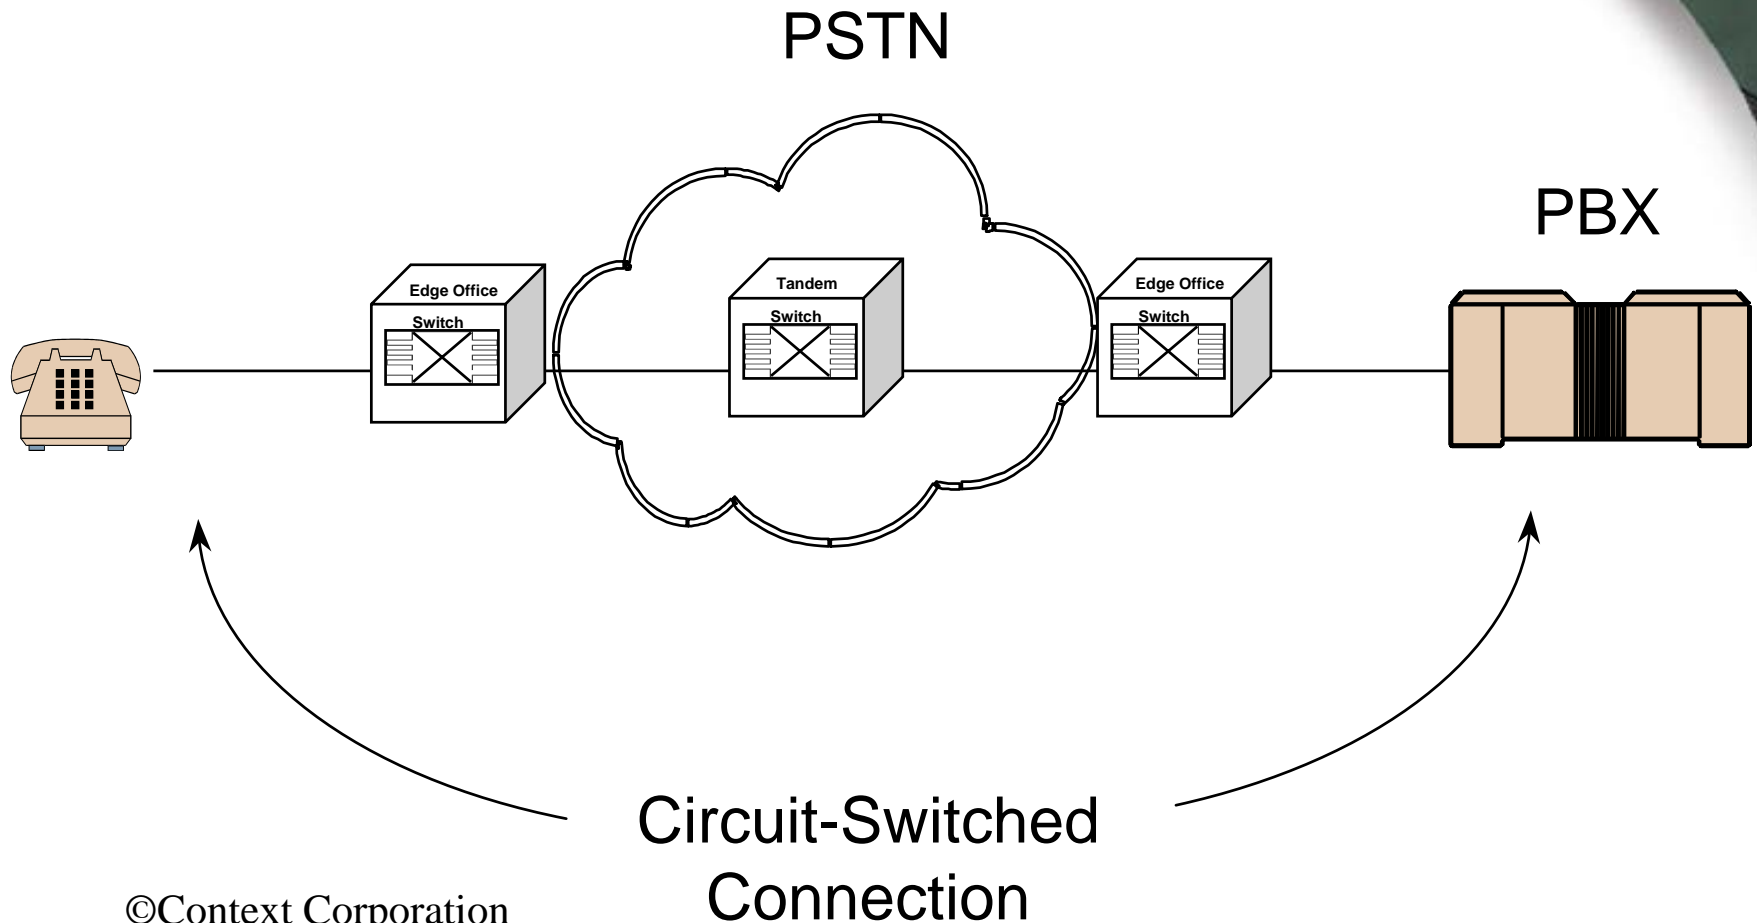 PSTN
PBX
Edge Office
Switch
Tandem
Switch
Edge Office
Switch
Circuit-Switched
Connection
©Context Corporation